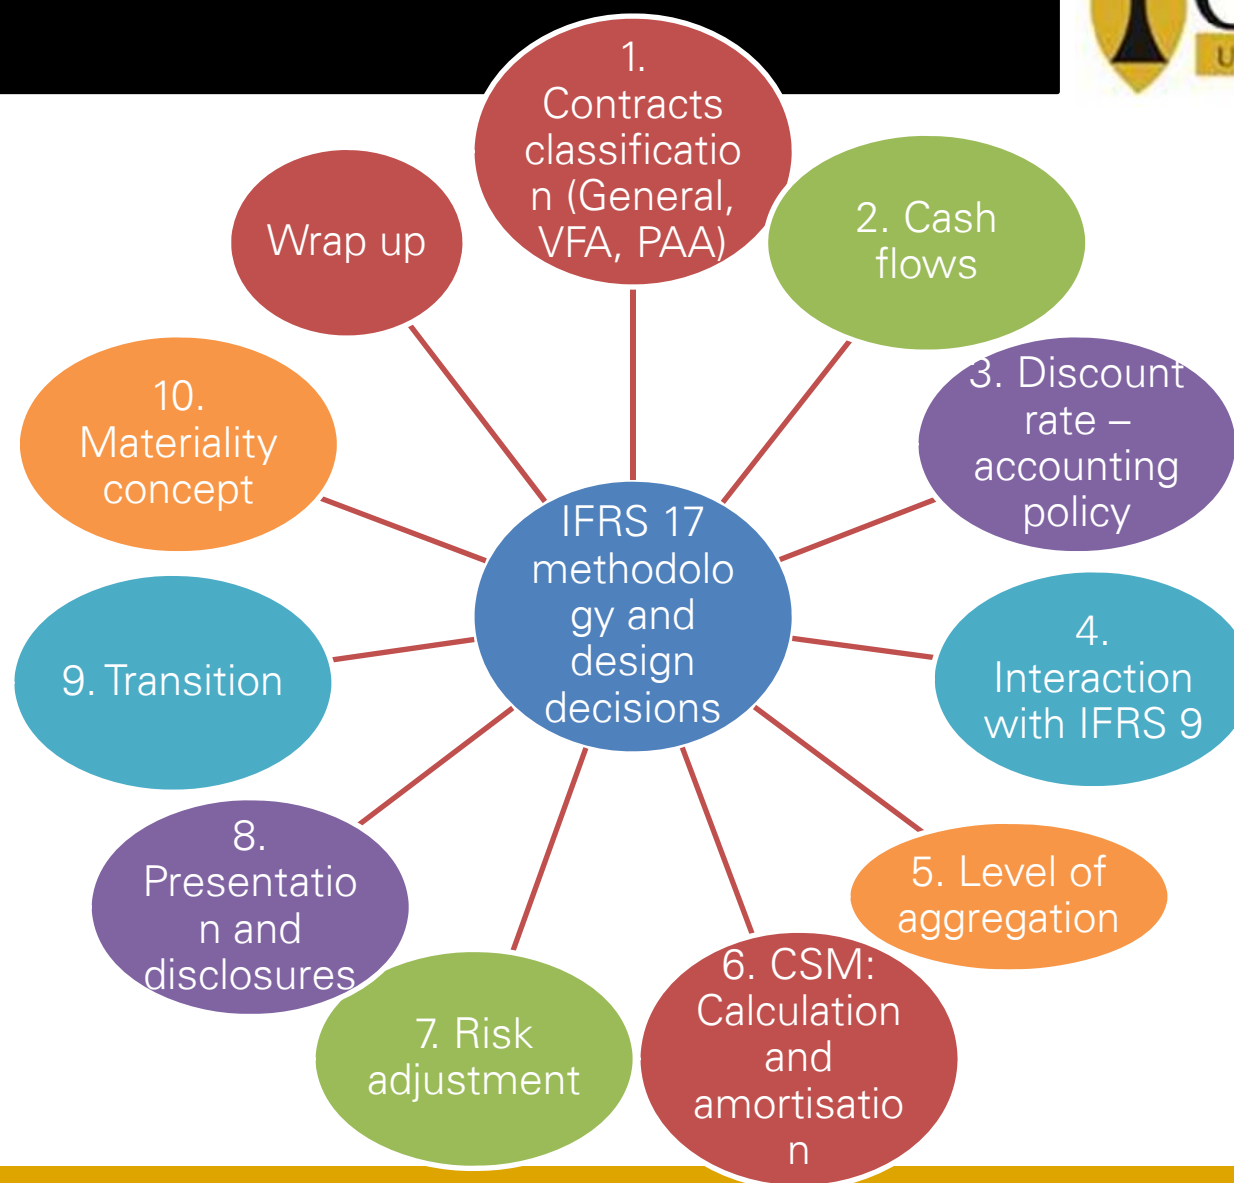 1.
Contracts
classificatio
n (General,
VFA, PAA)
2. Cash
flows
3. Discount
rate –
accounting
policy
4.
Interaction
with IFRS 9
5. Level of
aggregation
6. CSM:
Calculation
and
amortisatio
n
7. Risk
adjustment
8.
Presentatio
n and
disclosures
9. Transition
10.
Materiality
concept
Wrap up
IFRS 17
methodolo
gy and
design
decisions